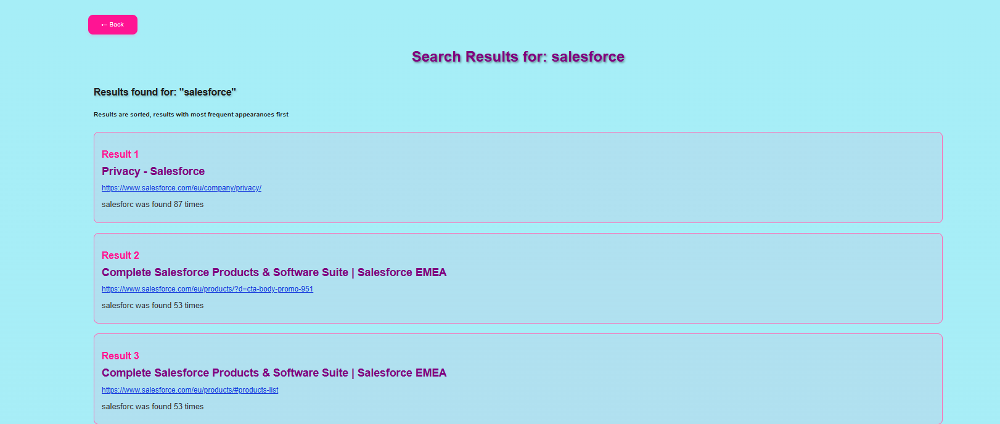 ← Back
Search Results for: salesforce
Results found for: "salesforce"
Results are sorted, results with most frequent appearances first
Result 1
Privacy - Salesforce
https://www.salesforce.com/eu/company/privacy/
salesforc was found 87 times
Result 2
Complete Salesforce Products & Software Suite | Salesforce EMEA
https://www.salesforce.com/eu/products/?d=cta-body-promo-951
salesforc was found 53 times
Result 3
Complete Salesforce Products & Software Suite | Salesforce EMEA
https://www.salesforce.com/eu/products/#products-list
salesforc was found 53 times